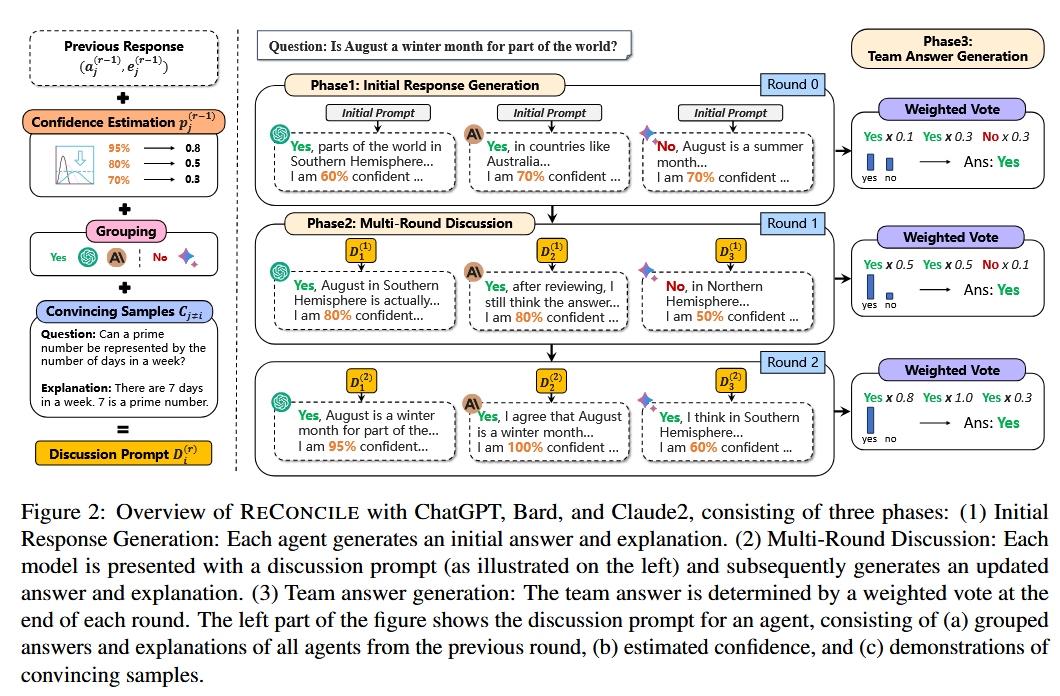 Previous Response
(a_j^(r−1), e_j^(r−1))
+
Confidence Estimation p_j^(r−1)
95% 0.8
80% 0.5
70% 0.3
+
Grouping
Yes A\ No
+
Convincing Samples C_j≠i
Question: Can a prime
number be represented by the
number of days in a week?
Explanation: There are 7 days
in a week. 7 is a prime number.
=
Discussion Prompt D_i^(r)
Question: Is August a winter month for part of the world?
Phase1: Initial Response Generation
Round 0
Initial Prompt
Yes, parts of the world in
Southern Hemisphere...
I am 60% confident ...
Initial Prompt
A\
Yes, in countries like
Australia...
I am 70% confident ...
Initial Prompt
No, August is a summer
month...
I am 70% confident ...
Phase2: Multi-Round Discussion
Round 1
D_1^(1)
Yes, August in Southern
Hemisphere is actually...
I am 80% confident...
D_2^(1)
A\
Yes, after reviewing, I
still think the answer...
I am 80% confident ...
D_3^(1)
No, in Northern
Hemisphere...
I am 50% confident ...
Round 2
D_1^(2)
Yes, August is a winter
month for part of the...
I am 95% confident...
D_2^(2)
A\
Yes, I agree that August
is a winter month...
I am 100% confident ...
D_3^(2)
Yes, I think in Southern
Hemisphere...
I am 60% confident ...
Phase3:
Team Answer Generation
Weighted Vote
Yes x 0.1 Yes x 0.3 No x 0.3
Ans: Yes
yes no
Weighted Vote
Yes x 0.5 Yes x 0.5 No x 0.1
Ans: Yes
yes no
Weighted Vote
Yes x 0.8 Yes x 1.0 Yes x 0.3
Ans: Yes
yes no
Figure 2: Overview of RECONCILE with ChatGPT, Bard, and Claude2, consisting of three phases: (1) Initial
Response Generation: Each agent generates an initial answer and explanation. (2) Multi-Round Discussion: Each
model is presented with a discussion prompt (as illustrated on the left) and subsequently generates an updated
answer and explanation. (3) Team answer generation: The team answer is determined by a weighted vote at the
end of each round. The left part of the figure shows the discussion prompt for an agent, consisting of (a) grouped
answers and explanations of all agents from the previous round, (b) estimated confidence, and (c) demonstrations of
convincing samples.